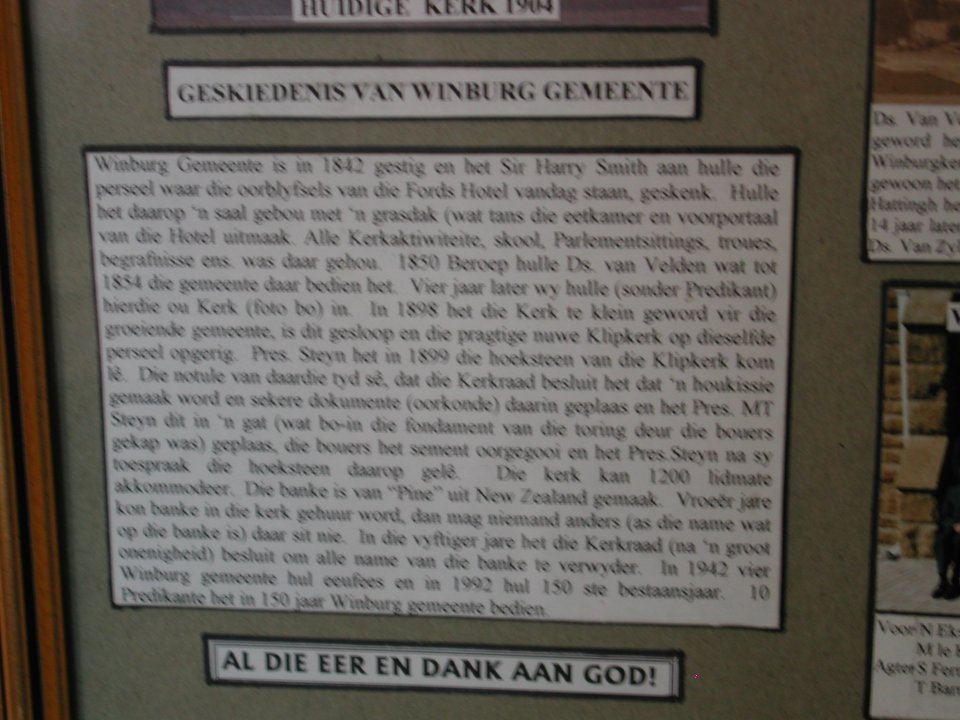 HUIDIGE KERK 1904
GESKIEDENIS VAN WINBURG GEMEENTE
Winburg Gemeente is in 1842 gestig en het Sir Harry Smith aan hulle die
perseel waar die oorblyfsels van die Fords Hotel vandag staan, geskenk. Hulle
het daarop 'n saal gebou met 'n grasdak (wat tans die eetkamer en voorportaal
van die Hotel uitmaak. Alle Kerkaktiwiteite, skool, Parlementsittings, troues,
begrafnisse ens. was daar gehou. 1850 Beroep hulle Ds. van Velden wat tot
1854 die gemeente daar bedien het. Vier jaar later wy hulle (sonder Predikant)
hierdie ou Kerk (foto bo) in. In 1898 het die Kerk te klein geword vir die
groeiende gemeente, is dit gesloop en die pragtige nuwe Klipkerk op dieselfde
perseel opgerig. Pres. Steyn het in 1899 die hoeksteen van die Klipkerk kom
lê. Die notule van daardie tyd sê, dat die Kerkraad besluit het dat 'n houkissie
gemaak word en sekere dokumente (oorkonde) daarin geplaas en het Pres. MT
Steyn dit in 'n gat (wat bo-in die fondament van die toring deur die bouers
gekap was) geplaas, die bouers het sement oorgegooi en het Pres.Steyn na sy
toespraak die hoeksteen daarop gelê. Die kerk kan 1200 lidmate
akkommodeer. Die banke is van "Pine" uit New Zealand gemaak. Vroeër jare
kon banke in die kerk gehuur word, dan mag niemand anders (as die name wat
op die banke is) daar sit nie. In die vyftiger jare het die Kerkraad (na 'n groot
onenigheid) besluit om alle name van die banke te verwyder. In 1942 vier
Winburg gemeente hul eeufees en in 1992 hul 150 ste bestaansjaar. 10
Predikante het in 150 jaar Winburg gemeente bedien.
AL DIE EER EN DANK AAN GOD!
Ds. Van
geword
gewoon het
Hattingh
14 jaar later
Ds. Van
Voor N
M le
Agter S
T